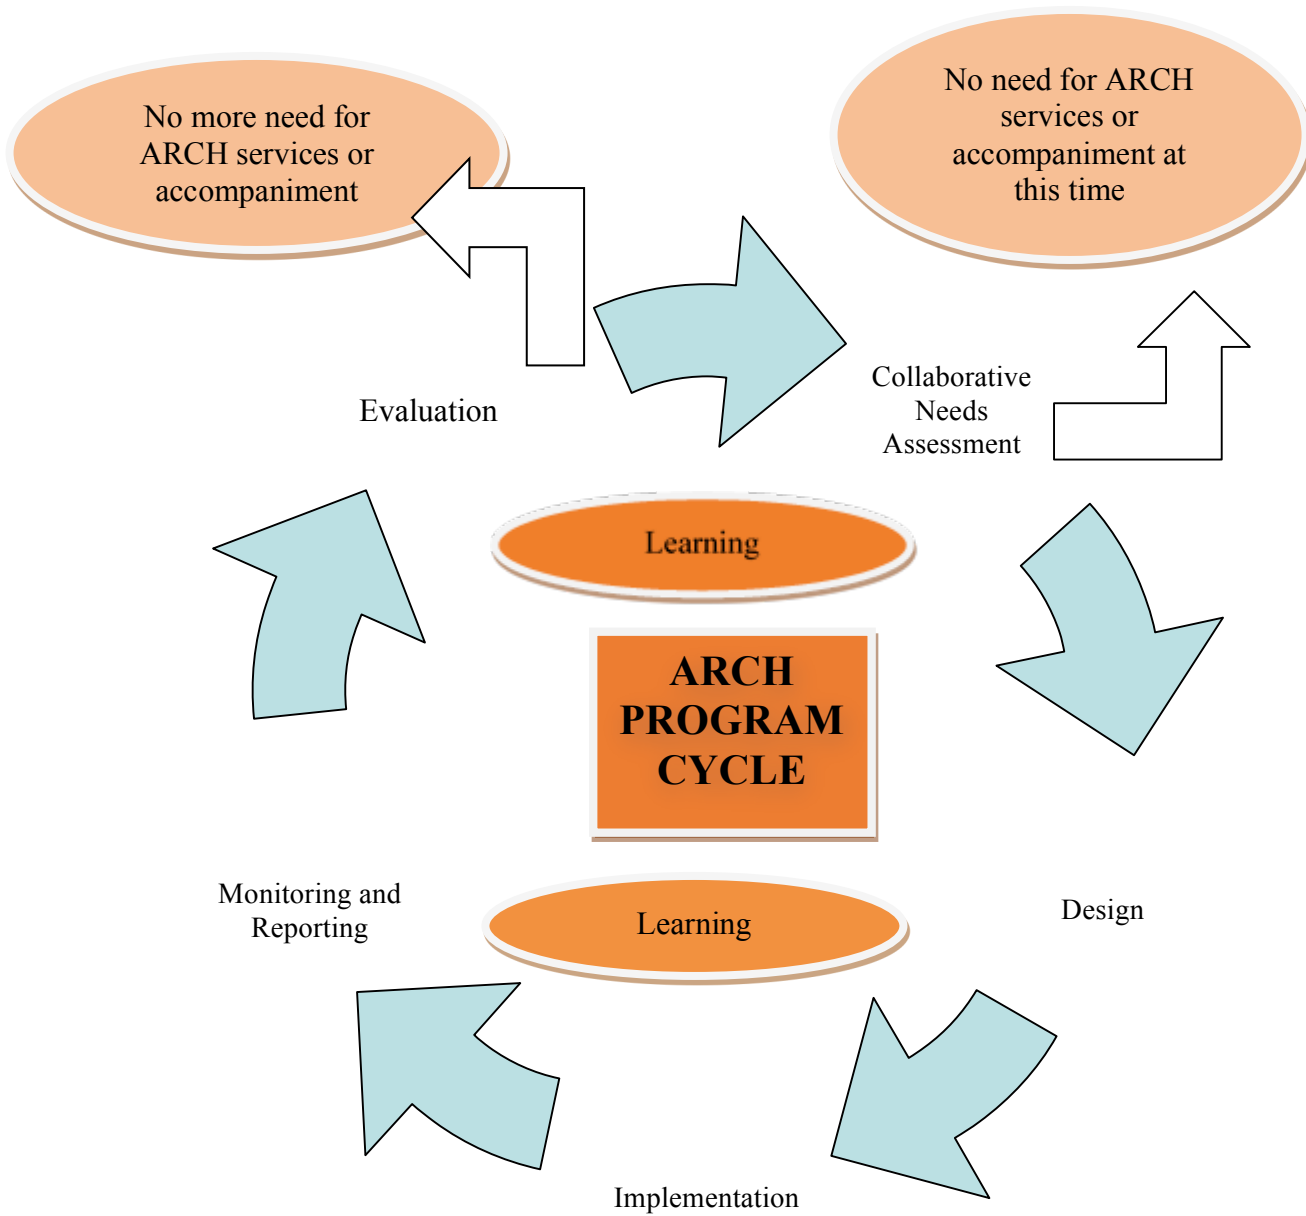 No more need for
ARCH services or
accompaniment
No need for ARCH
services or
accompaniment at
this time
Evaluation
Collaborative
Needs
Assessment
Learning
ARCH
PROGRAM
CYCLE
Monitoring and
Reporting
Learning
Design
Implementation